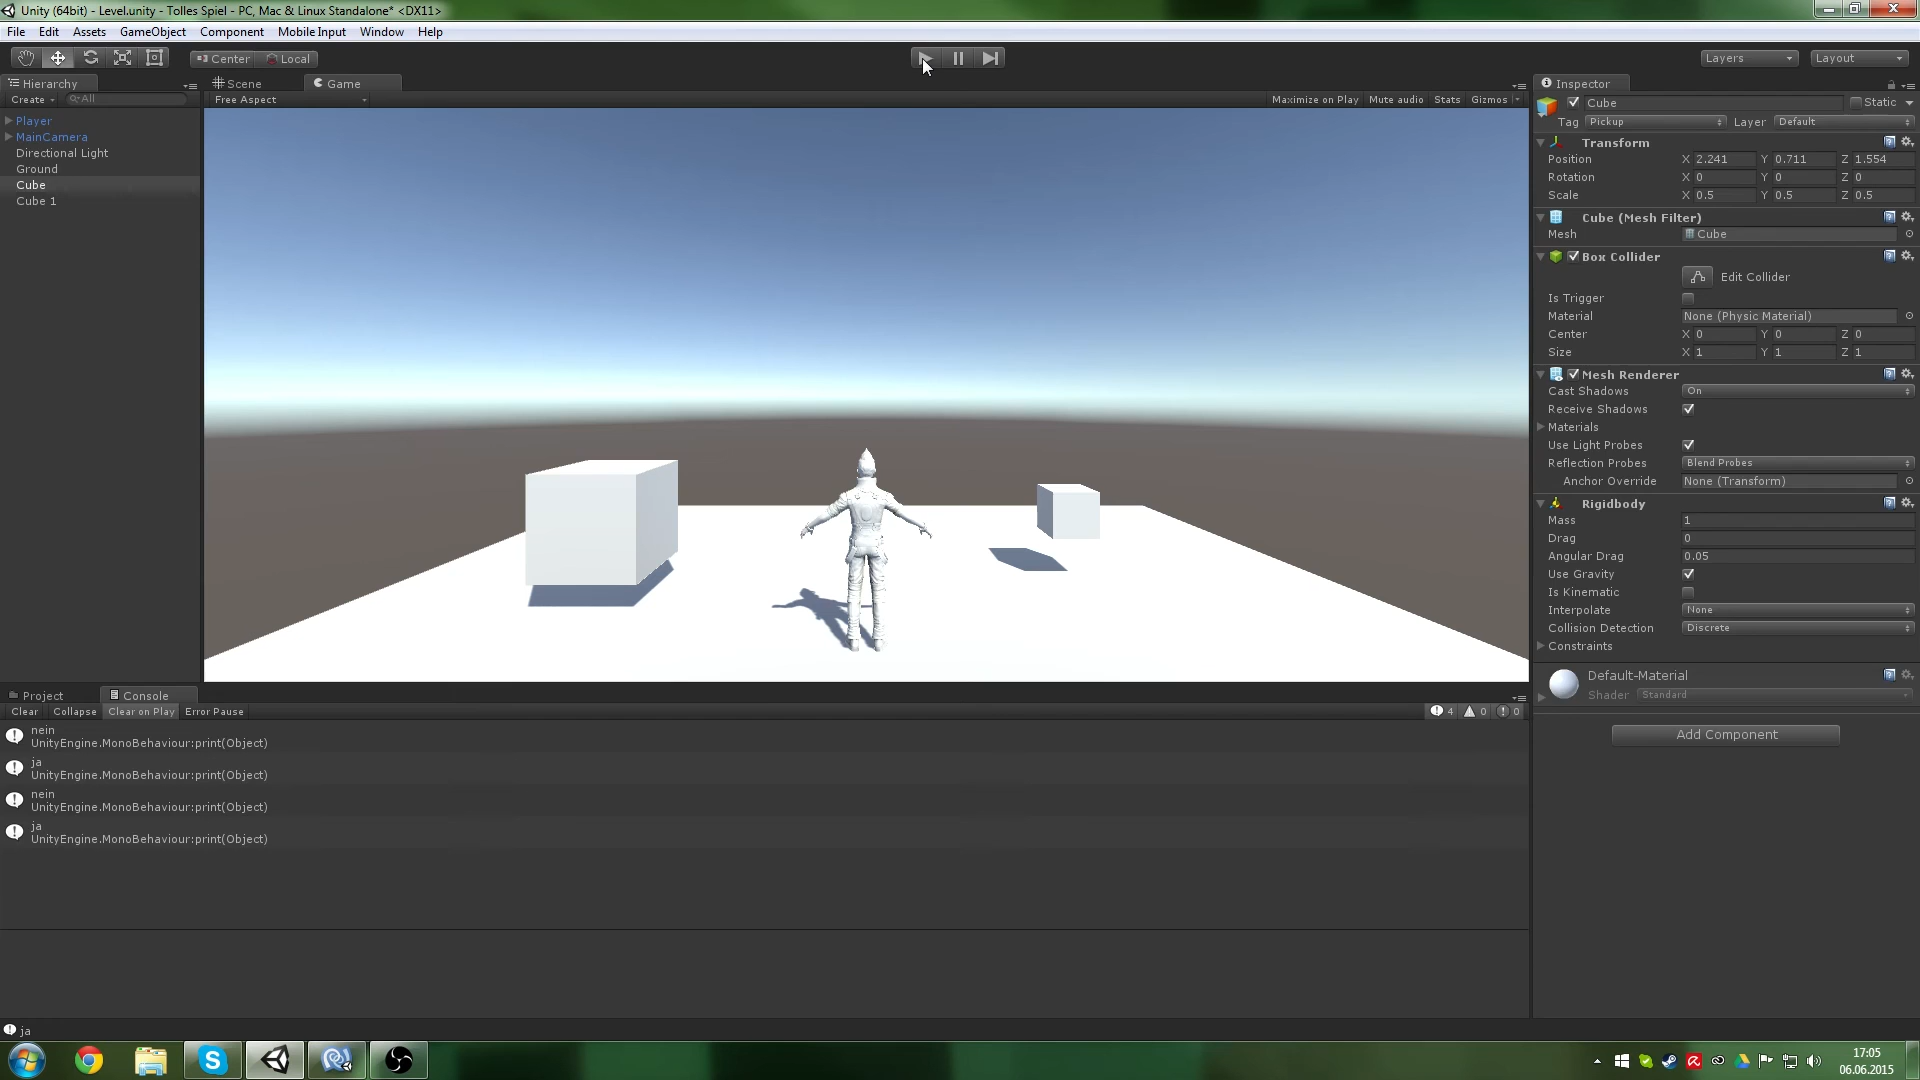 Unity (64bit) - Level.unity - Tolles Spiel - PC, Mac & Linux Standalone* <DX11>
File Edit Assets GameObject Component Mobile Input Window Help
Center Local
Layers Layout
Hierarchy
Create All
Player
MainCamera
Directional Light
Ground
Cube
Cube 1
Scene Game
Free Aspect Maximize on Play Mute audio Stats Gizmos
Inspector
Cube Static
Tag Pickup Layer Default
Transform
Position X 2.241 Y 0.711 Z 1.554
Rotation X 0 Y 0 Z 0
Scale X 0.5 Y 0.5 Z 0.5
Cube (Mesh Filter)
Mesh Cube
Box Collider
Edit Collider
Is Trigger
Material None (Physic Material)
Center X 0 Y 0 Z 0
Size X 1 Y 1 Z 1
Mesh Renderer
Cast Shadows On
Receive Shadows
Materials
Use Light Probes
Reflection Probes Blend Probes
Anchor Override None (Transform)
Rigidbody
Mass 1
Drag 0
Angular Drag 0.05
Use Gravity
Is Kinematic
Interpolate None
Collision Detection Discrete
Constraints
Default-Material
Shader Standard
Add Component
Project Console
Clear Collapse Clear on Play Error Pause 4 0 0
nein
UnityEngine.MonoBehaviour:print(Object)
ja
UnityEngine.MonoBehaviour:print(Object)
nein
UnityEngine.MonoBehaviour:print(Object)
ja
UnityEngine.MonoBehaviour:print(Object)
ja
17:05
06.06.2015